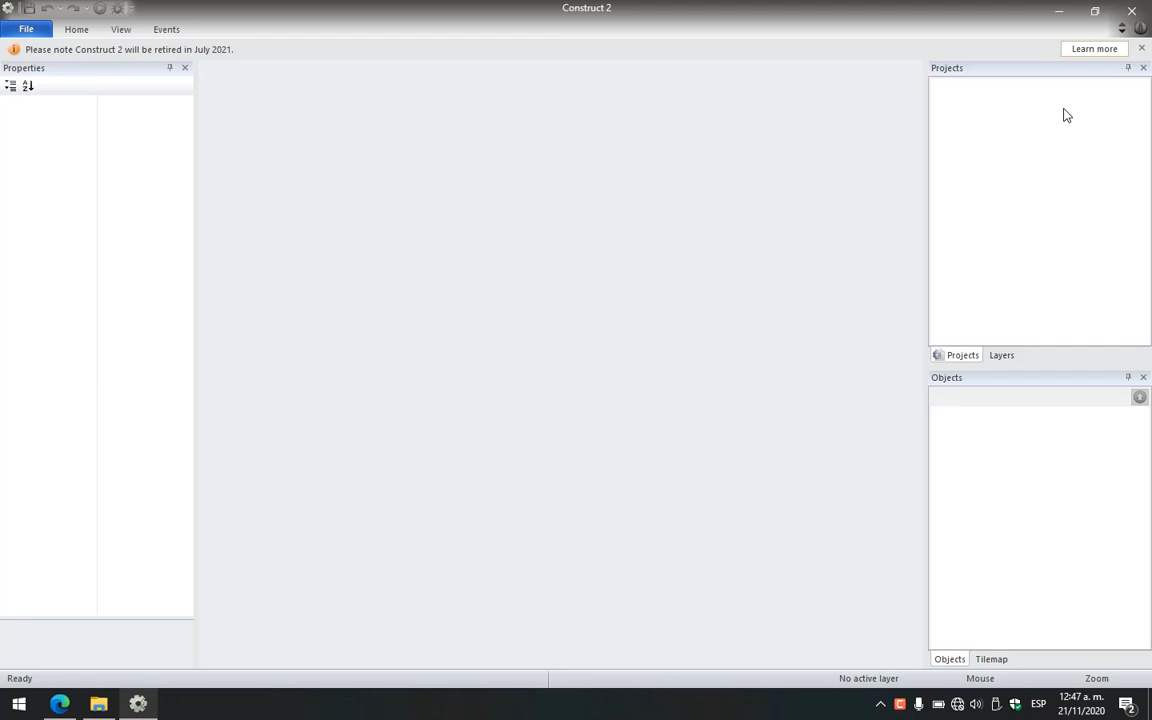 Construct 2
File Home View Events
Please note Construct 2 will be retired in July 2021. Learn more
Properties
Projects
Projects Layers
Objects
Objects Tilemap
Ready No active layer Mouse Zoom
ESP 12:47 a. m.
21/11/2020 2